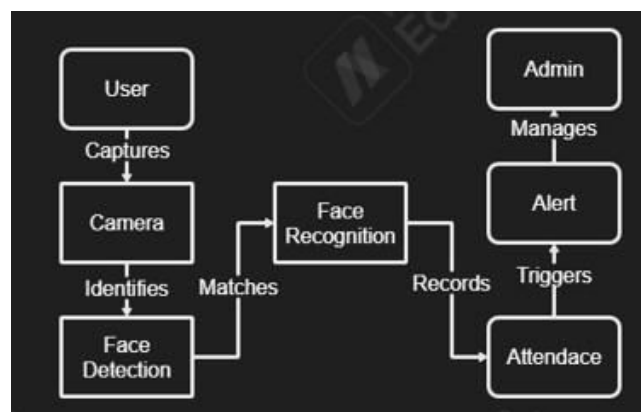 User
Captures
Camera
Identifies
Face
Detection
Matches
Face
Recognition
Records
Attendace
Triggers
Alert
Manages
Admin